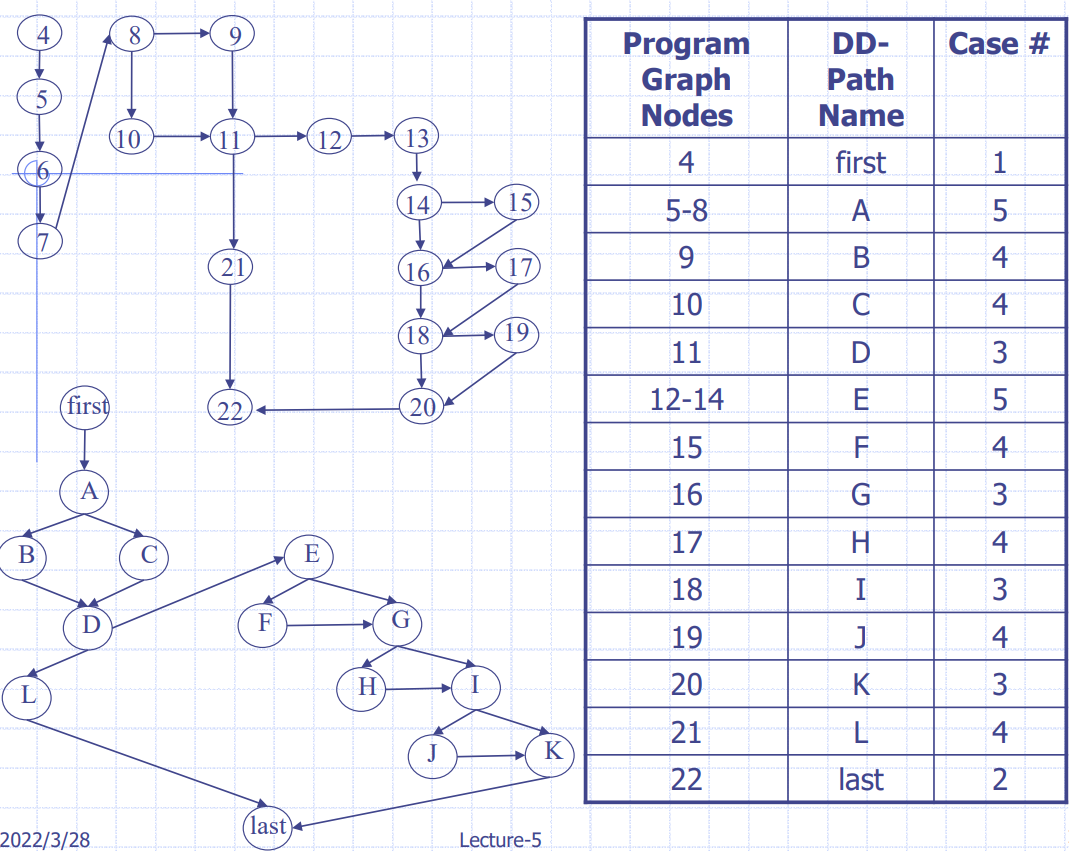 4
8
9
5
10
11
12
13
6
14
15
7
21
16
17
18
19
first
22
20
A
B
C
E
D
F
G
L
H
I
J
K
last
Program Graph Nodes
DD-Path Name
Case #
4 first 1
5-8 A 5
9 B 4
10 C 4
11 D 3
12-14 E 5
15 F 4
16 G 3
17 H 4
18 I 3
19 J 4
20 K 3
21 L 4
22 last 2
2022/3/28
Lecture-5